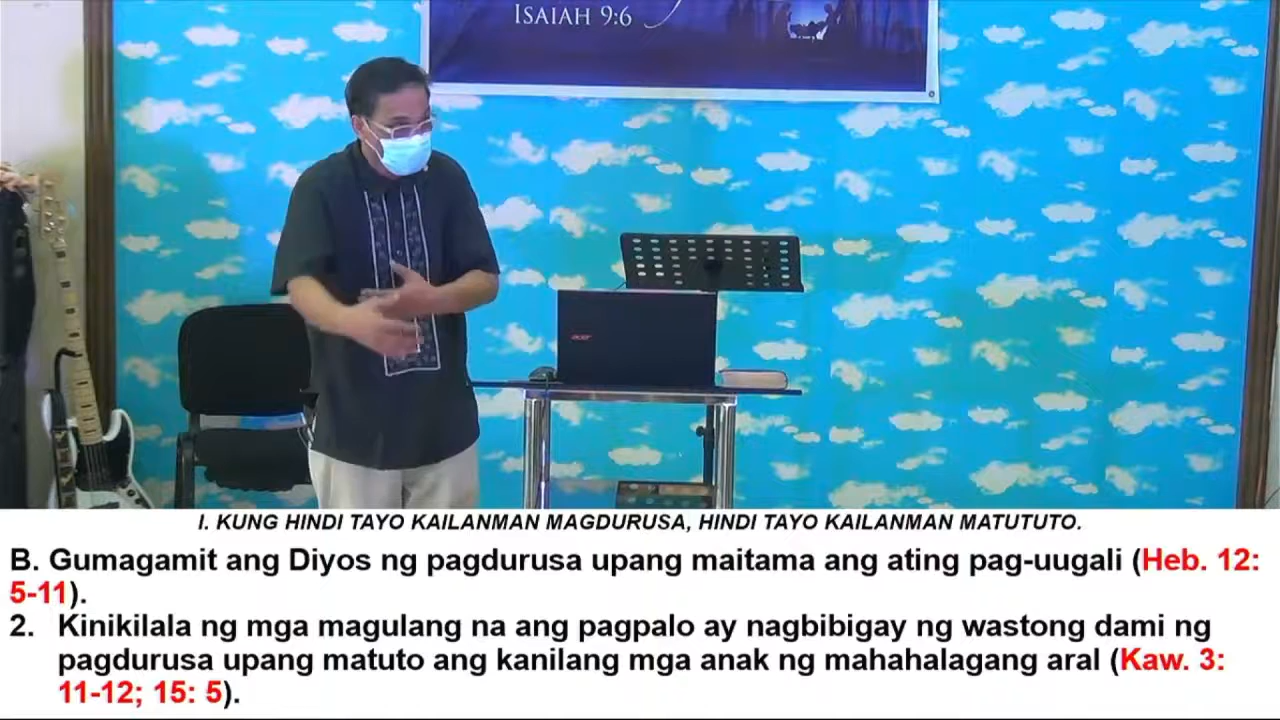 ISAIAH 9:6
acer
I. KUNG HINDI TAYO KAILANMAN MAGDURUSA, HINDI TAYO KAILANMAN MATUTUTO.
B. Gumagamit ang Diyos ng pagdurusa upang maitama ang ating pag-uugali (Heb. 12:
5-11).
2. Kinikilala ng mga magulang na ang pagpalo ay nagbibigay ng wastong dami ng
pagdurusa upang matuto ang kanilang mga anak ng mahahalagang aral (Kaw. 3:
11-12; 15: 5).